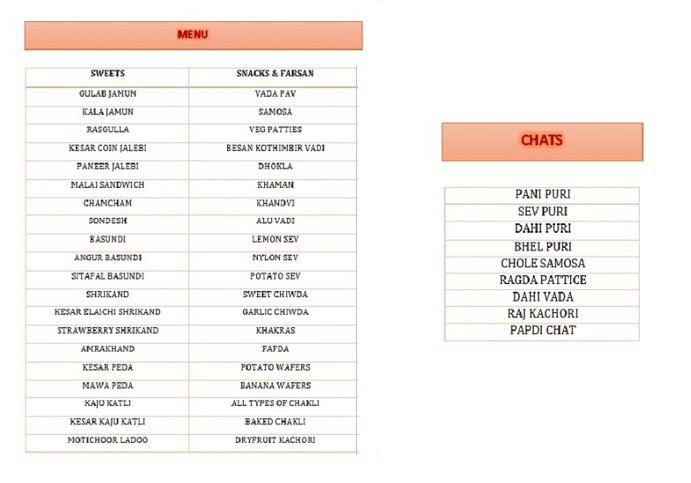 MENU
SWEETS SNACKS & FARSAN
GULAB JAMUN VADA PAV
KALA JAMUN SAMOSA
RASGULLA VEG PATTIES
KESAR COIN JALEBI BESAN KOTHIMBIR VADI
PANEER JALEBI DHOKLA
MALAI SANDWICH KHAMAN
CHAMCHAM KHANDVI
SONDESH ALU VADI
BASUNDI LEMON SEV
ANGUR BASUNDI NYLON SEV
SITAFAL BASUNDI POTATO SEV
SHRIKAND SWEET CHIWDA
KESAR ELAICHI SHRIKAND GARLIC CHIWDA
STRAWBERRY SHRIKAND KHAKRAS
AMRAKHAND FAFDA
KESAR PEDA POTATO WAFERS
MAWA PEDA BANANA WAFERS
KAJU KATLI ALL TYPES OF CHAKLI
KESAR KAJU KATLI BAKED CHAKLI
MOTICHOOR LADOO DRYFRUIT KACHORI
CHATS
PANI PURI
SEV PURI
DAHI PURI
BHEL PURI
CHOLE SAMOSA
RAGDA PATTICE
DAHI VADA
RAJ KACHORI
PAPDI CHAT